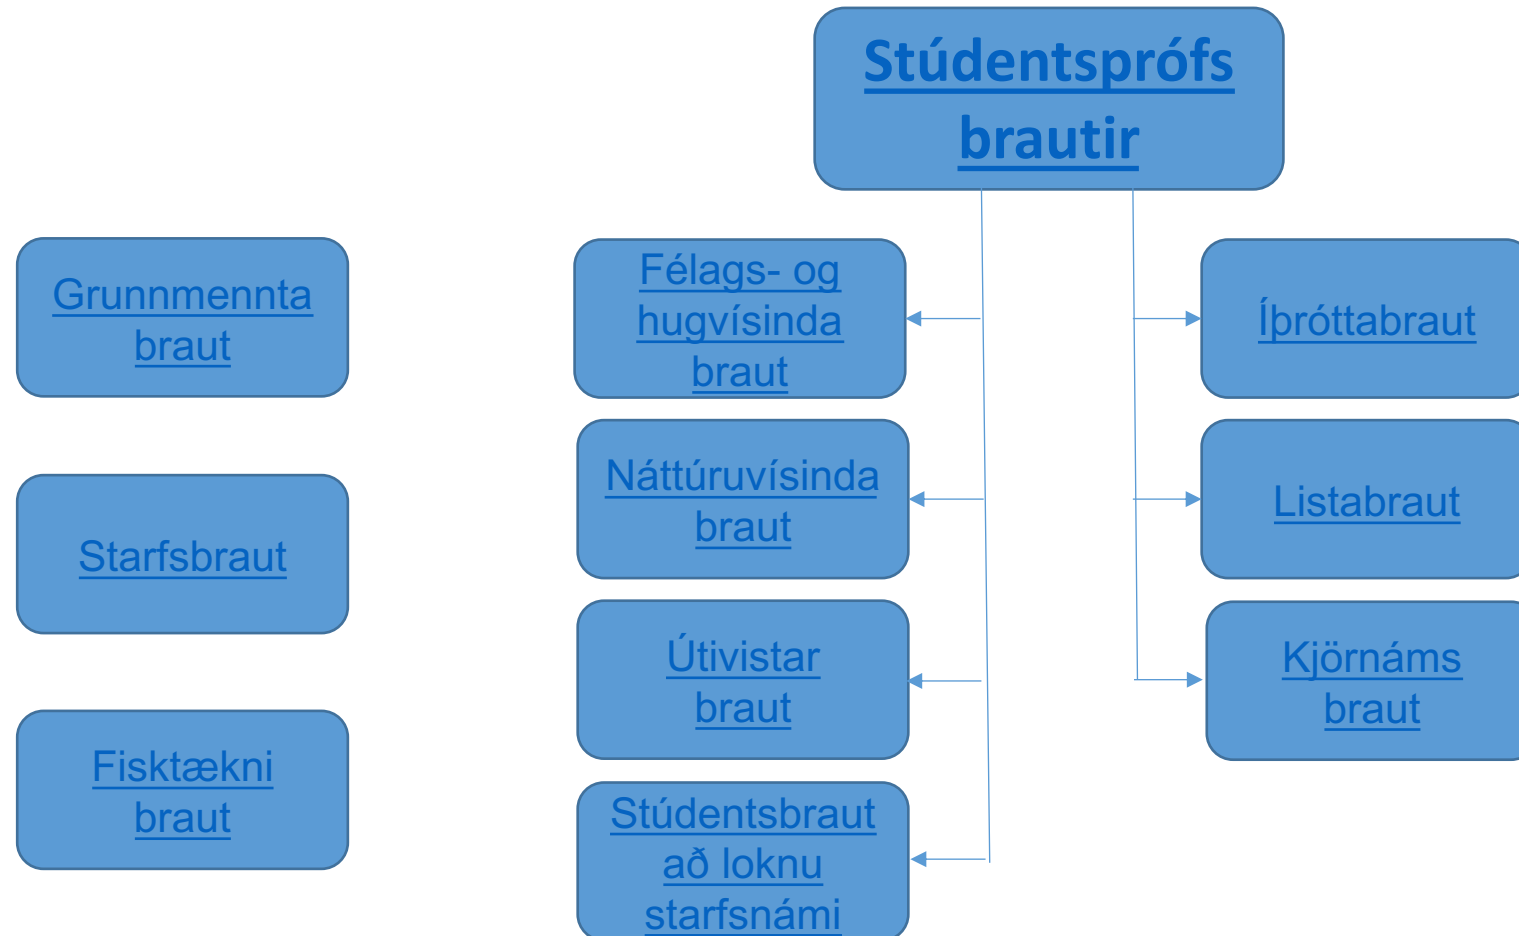 Stúdentsprófs
brautir
Grunnmennta
braut
Starfsbraut
Fisktækni
braut
Félags- og
hugvísinda
braut
Náttúruvísinda
braut
Útivistar
braut
Stúdentsbraut
að loknu
starfsnámi
Íþróttabraut
Listabraut
Kjörnáms
braut